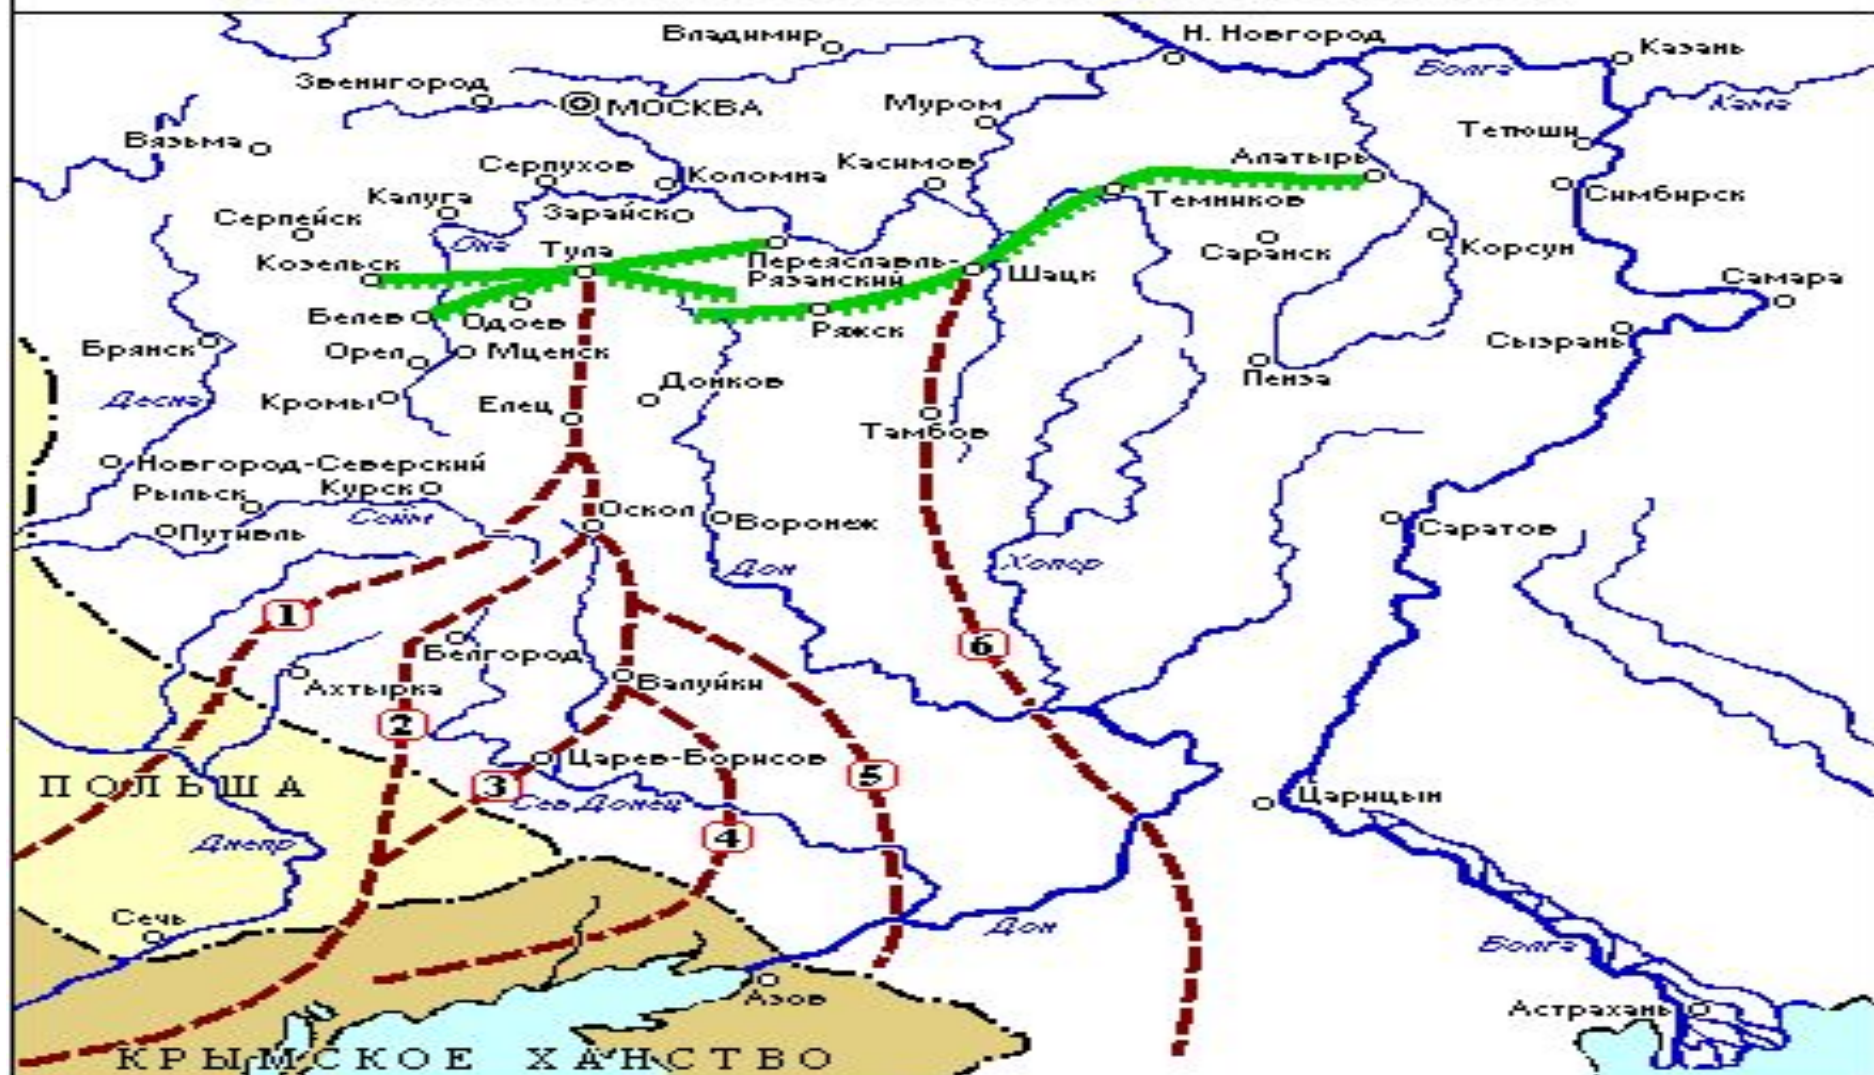 Владимир
Н. Новгород
Казань
Волга
Звенигород
МОСКВА
Муром
Кама
Вязьма
Тетюши
Серпухов
Коломна
Касимов
Алатырь
Калуга
Зарайск
Темников
Симбирск
Серпейск
Ока
Тула
Саранск
Корсун
Козельск
Переяславль-
Рязанский
Шацк
Самара
Белев
Одоев
Ряжск
Сызрань
Брянск
Орел
Мценск
Пенза
Десна
Кромы
Елец
Донков
Тамбов
Новгород-Северский
Рыльск
Курск
Сейм
Оскол
Воронеж
Саратов
Путивль
Дон
Хопер
1
6
Белгород
Ахтырка
Валуйки
2
Царев-Борисов
5
ПОЛЬША
3
Сев Донец
Царицын
Днепр
4
Сечь
Дон
Волга
Азов
Астрахань
КРЫМСКОЕ ХАНСТВО